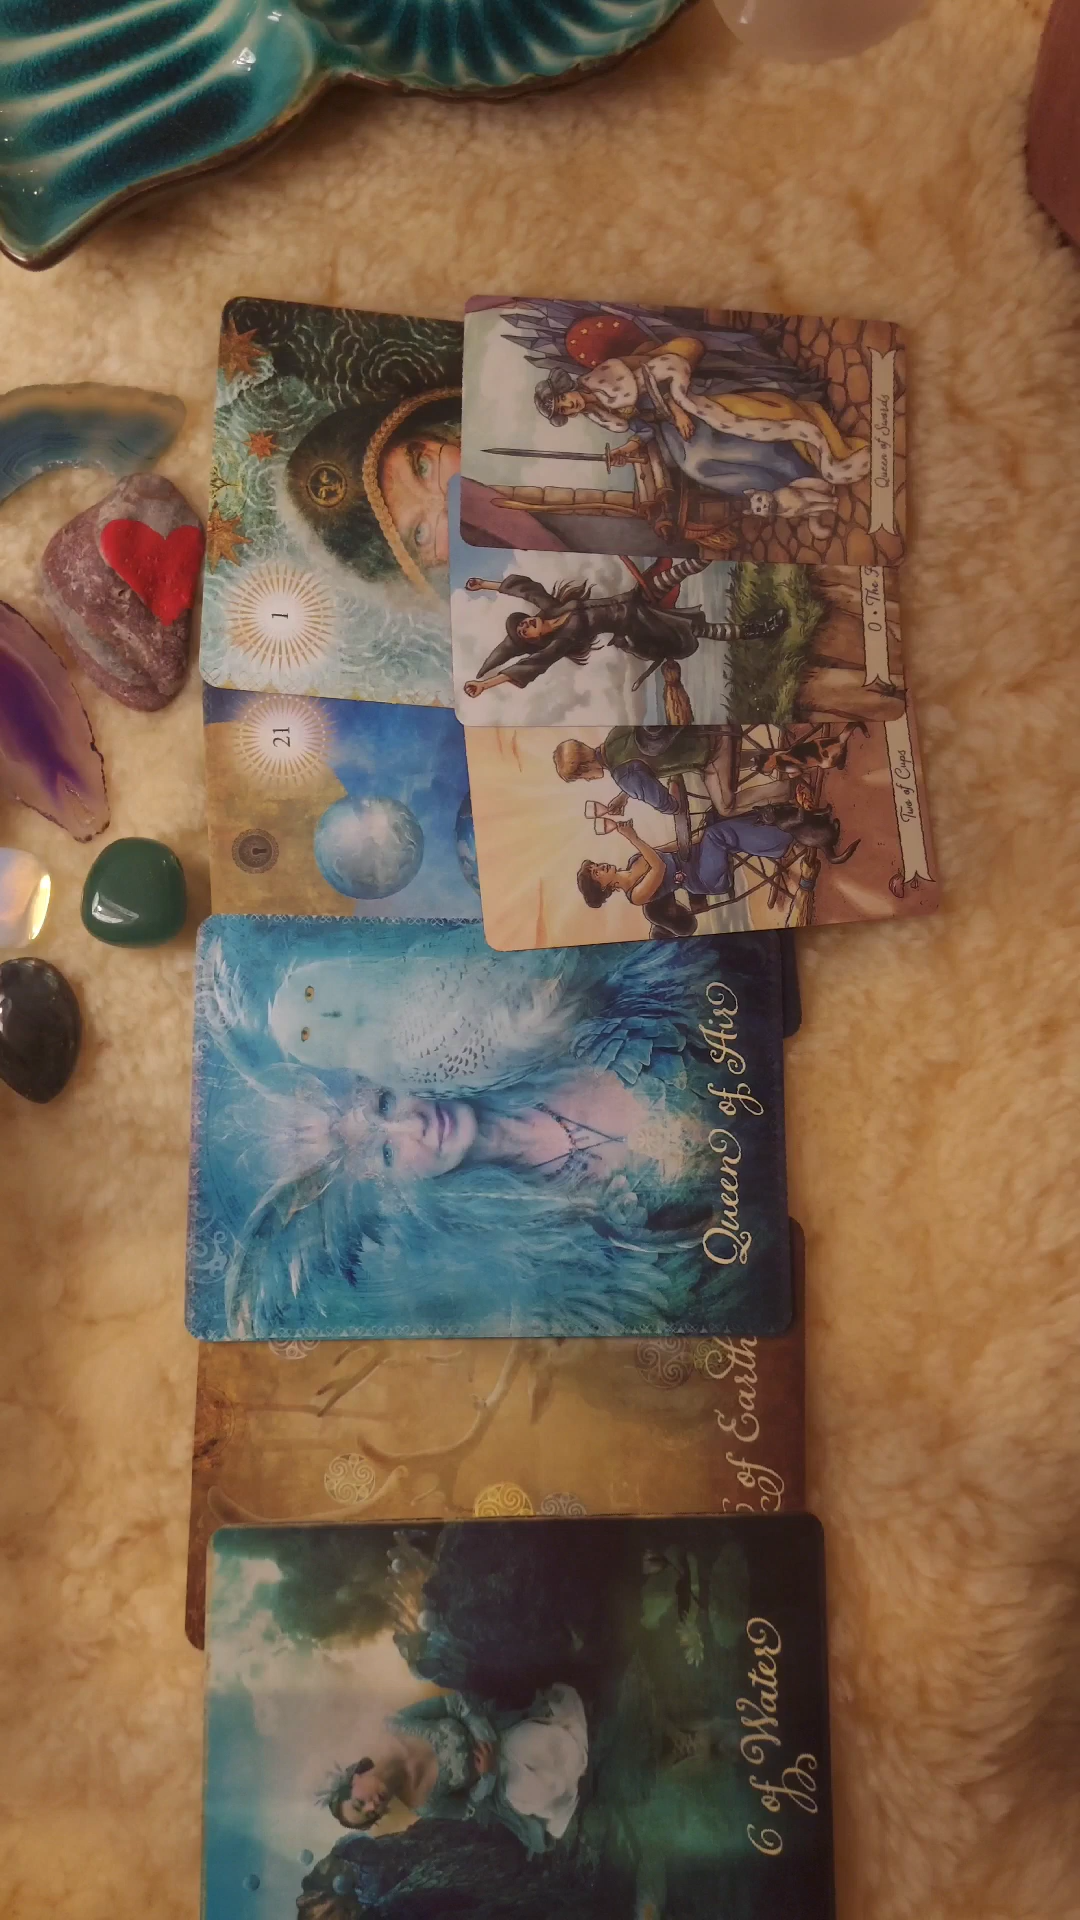 Queen of Swords
0 • The F
Two of Cups
1
21
Queen of Air
of Earth
6 of Water